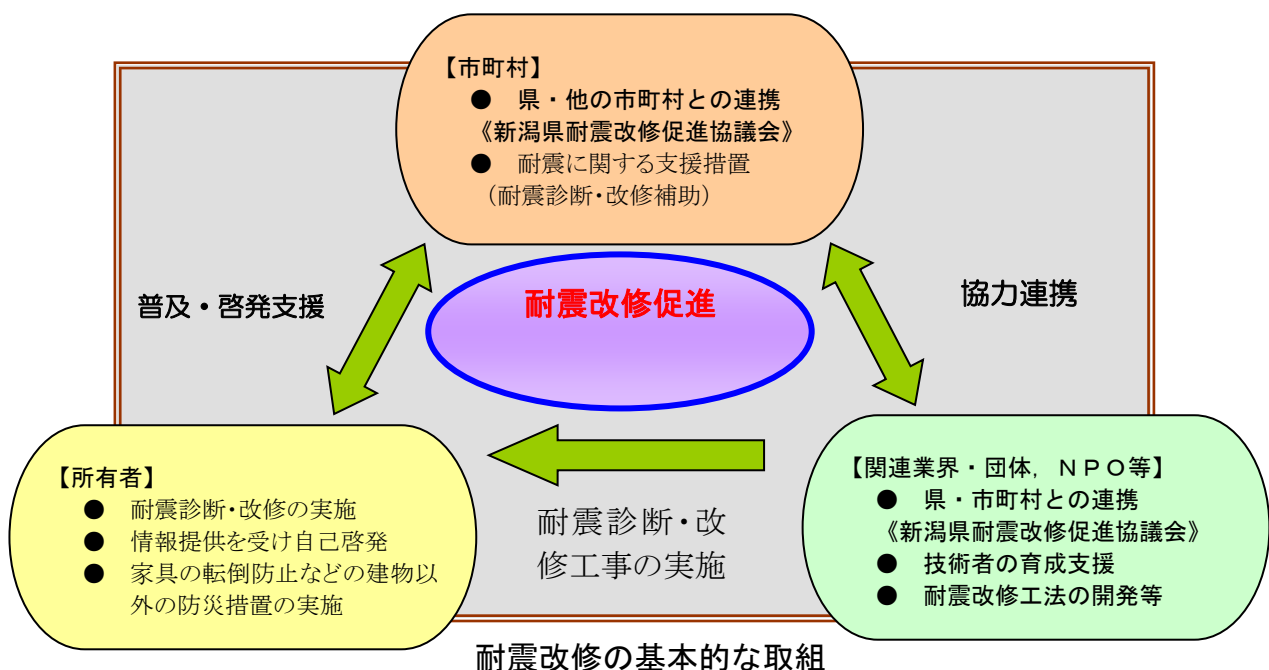 【市町村】
● 県・他の市町村との連携
《新潟県耐震改修促進協議会》
● 耐震に関する支援措置
（耐震診断・改修補助）
普及・啓発支援
耐震改修促進
協力連携
【所有者】
● 耐震診断・改修の実施
● 情報提供を受け自己啓発
● 家具の転倒防止などの建物以
外の防災措置の実施
耐震診断・改
修工事の実施
【関連業界・団体，ＮＰＯ等】
● 県・市町村との連携
《新潟県耐震改修促進協議会》
● 技術者の育成支援
● 耐震改修工法の開発等
耐震改修の基本的な取組